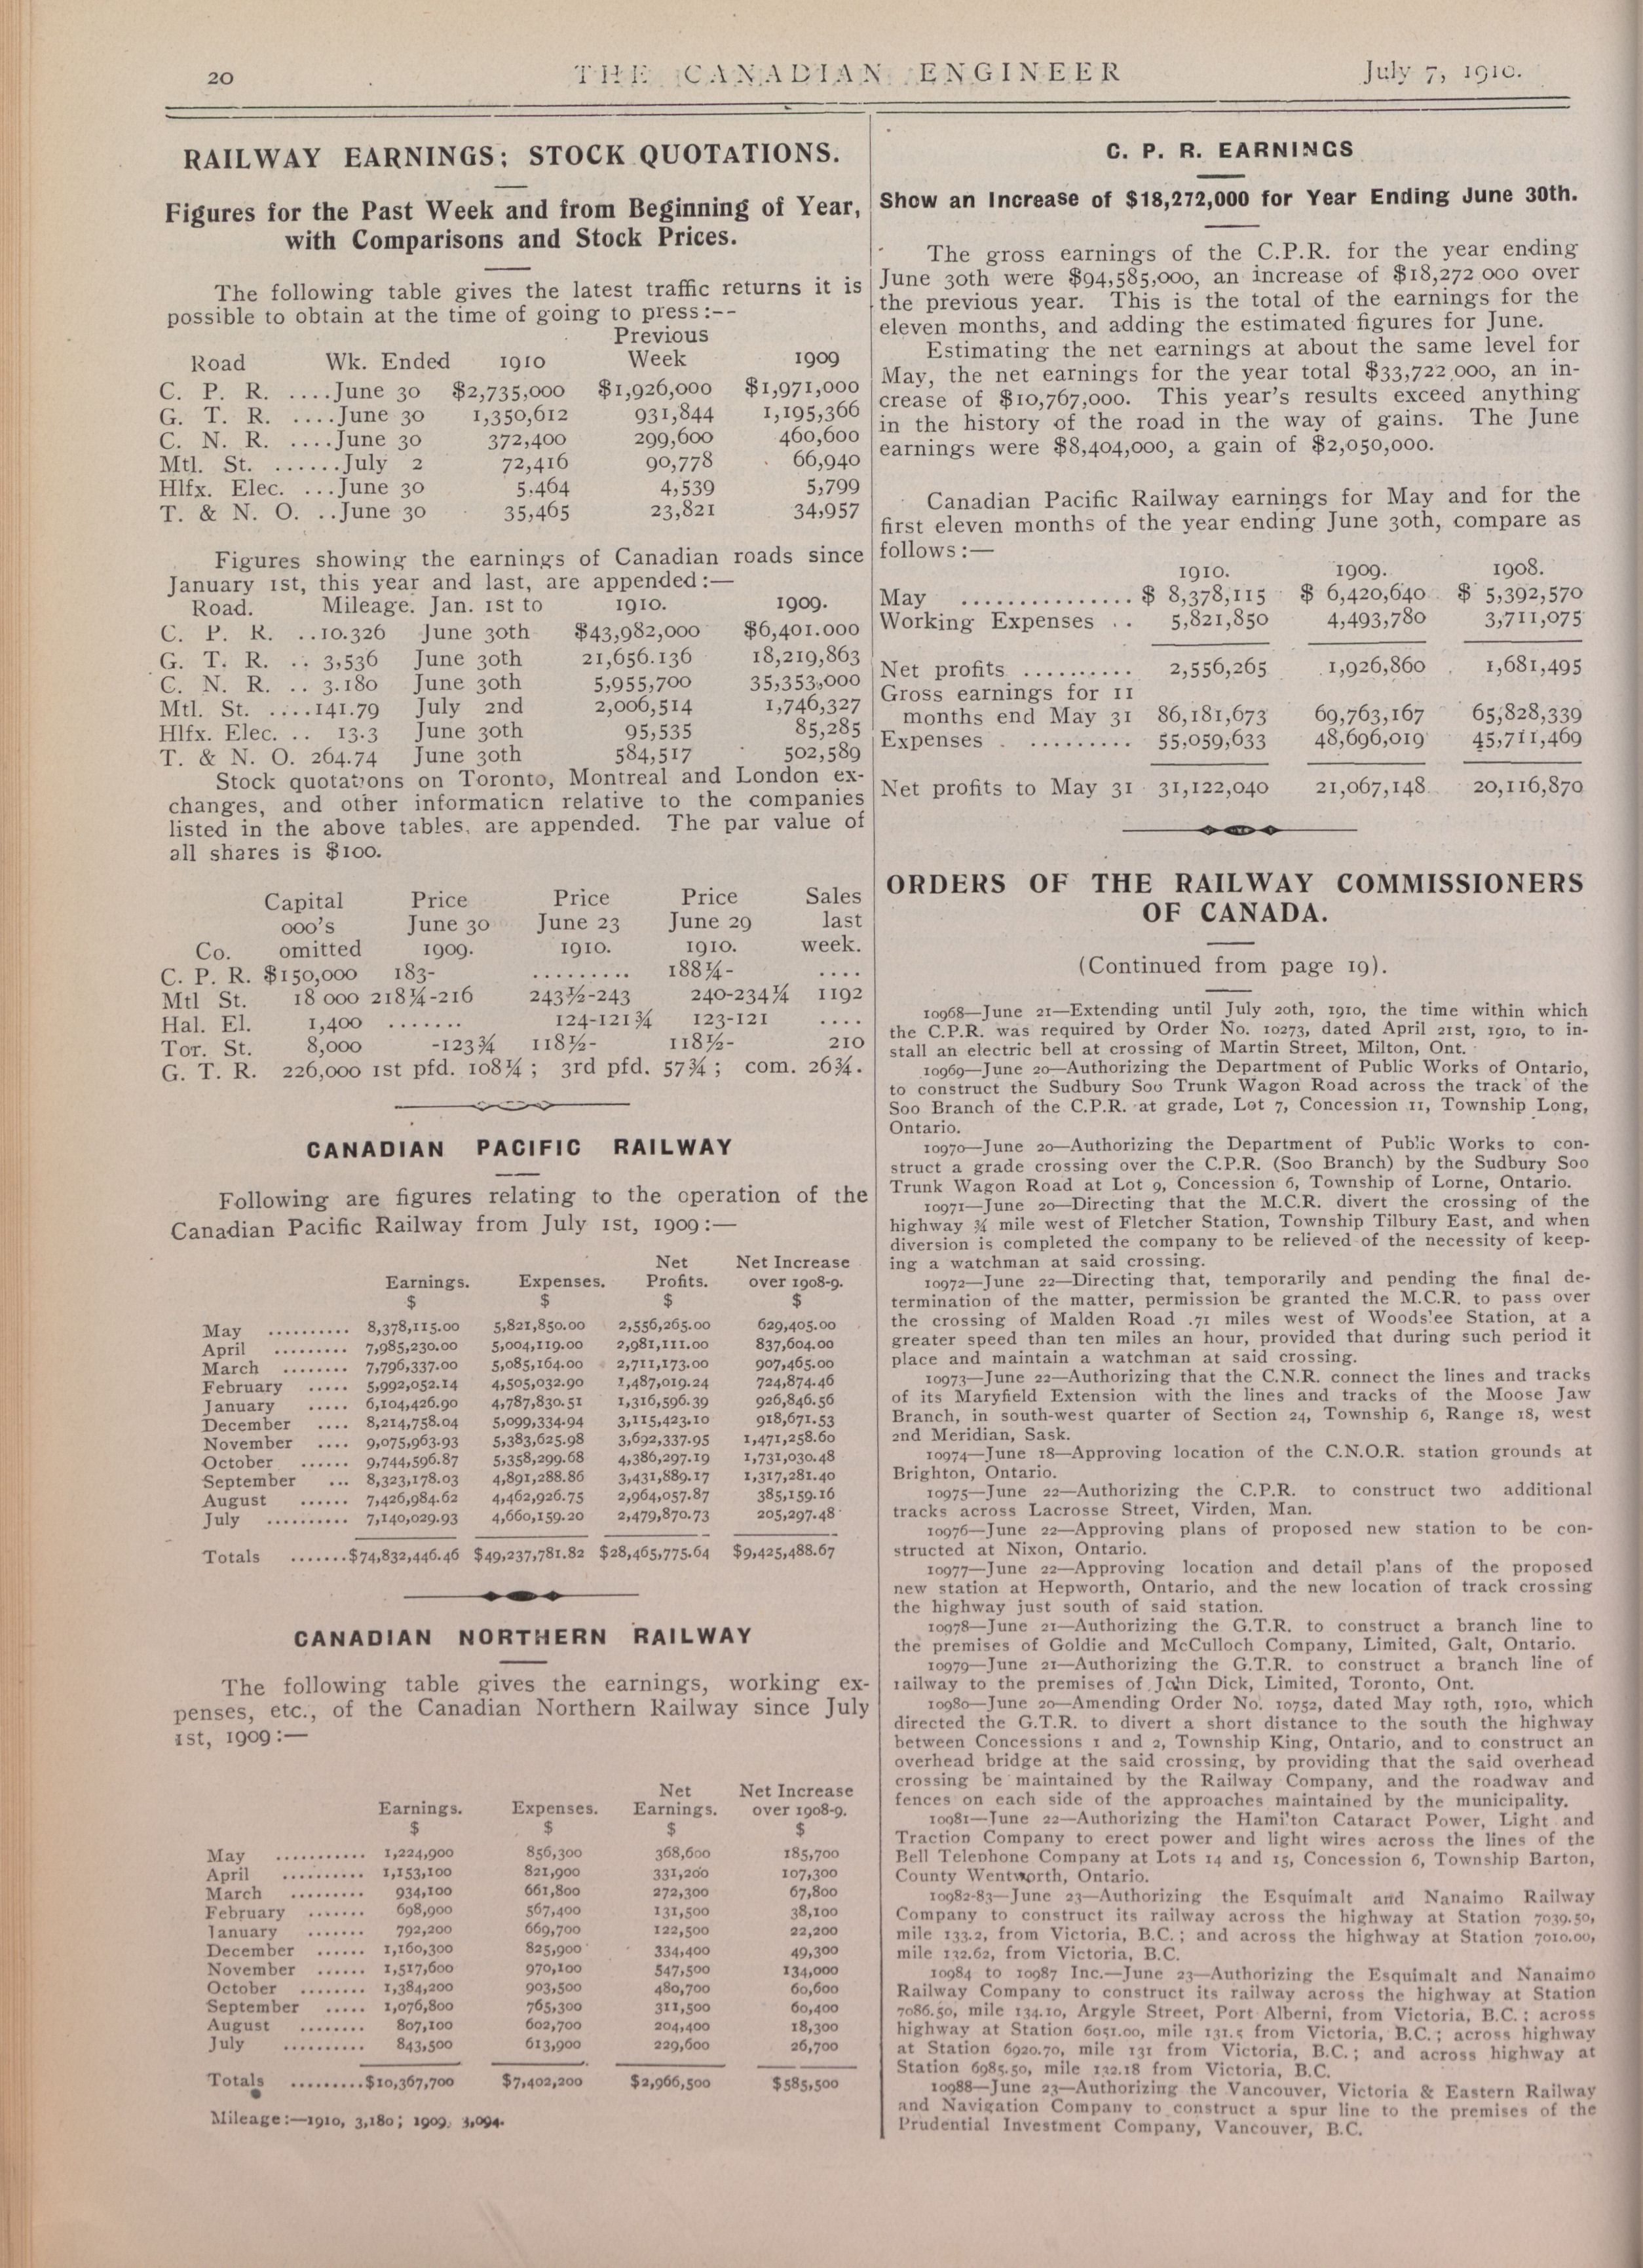 20
THE CANADIAN ENGINEER
July 7, 1910.
RAILWAY EARNINGS; STOCK QUOTATIONS.
Figures for the Past Week and from Beginning of Year,
with Comparisons and Stock Prices.
The following table gives the latest traffic returns it is
possible to obtain at the time of going to press:--
Previous
Road Wk. Ended 1910 Week 1909
C. P. R. ....June 30 $2,735,000 $1,926,000 $1,971,000
G. T. R. ....June 30 1,350,612 931,844 1,195,366
C. N. R. ....June 30 372,400 299,600 460,600
Mtl. St. ......July 2 72,416 90,778 66,940
Hlfx. Elec. ...June 30 5.464 4,539 5,799
T. & N. O. ..June 30 35,465 23,821 34,957
Figures showing the earnings of Canadian roads since
January 1st, this year and last, are appended:—
Road. Mileage. Jan. 1st to 1910. 1909.
C. P. R. ..10.326 June 30th $43,982,000 $6,401.000
G. T. R. .. 3,536 June 30th 21,656.136 18,219,863
C. N. R. .. 3.180 June 30th 5,955,700 35,353,000
Mtl. St. ....141.79 July 2nd 2,006,514 1,746,327
Hlfx. Elec. .. 13.3 June 30th 95,535 85,285
T. & N. O. 264.74 June 30th 584,517 502,589
Stock quotations on Toronto, Montreal and London ex-
changes, and other information relative to the companies
listed in the above tables, are appended. The par value of
all shares is $100.
Capital Price Price Price Sales
000's June 30 June 23 June 29 last
Co. omitted 1909. 1910. 1910. week.
C. P. R. $150,000 183- ......... 188¼- ....
Mtl St. 18 000 218¼-216 243½-243 240-234¼ 1192
Hal. El. 1,400 ....... 124-121¾ 123-121 ....
Tor. St. 8,000 -123¾ 118½- 118½- 210
G. T. R. 226,000 1st pfd. 108¼; 3rd pfd. 57¾; com. 26¾.
CANADIAN PACIFIC RAILWAY
Following are figures relating to the operation of the
Canadian Pacific Railway from July 1st, 1909:—
Net Net Increase
Earnings. Expenses. Profits. over 1908-9.
$ $ $ $
May .......... 8,378,115.00 5,821,850.00 2,556,265.00 629,405.00
April ......... 7,985,230.00 5,004,119.00 2,981,111.00 837,604.00
March ........ 7,796,337.00 5,085,164.00 2,711,173.00 907,465.00
February ..... 5,992,052.14 4,505,032.90 1,487,019.24 724,874.46
January ..... 6,104,426.90 4,787,830.51 1,316,596.39 926,846.56
December .... 8,214,758.04 5,099,334.94 3,115,423.10 918,671.53
November .... 9,075,963.93 5,383,625.98 3,692,337.95 1,471,258.60
October ...... 9,744,596.87 5,358,299.68 4,386,297.19 1,731,030.48
September ... 8,323,178.03 4,891,288.86 3,431,889.17 1,317,281.40
August ...... 7,426,984.62 4,462,926.75 2,964,057.87 385,159.16
July .......... 7,140,029.93 4,660,159.20 2,479,870.73 205,297.48
Totals .......$74,832,446.46 $49,237,781.82 $28,465,775.64 $9,425,488.67
CANADIAN NORTHERN RAILWAY
The following table gives the earnings, working ex-
penses, etc., of the Canadian Northern Railway since July
1st, 1909:—
Net Net Increase
Earnings. Expenses. Earnings. over 1908-9.
$ $ $ $
May ........... 1,224,900 856,300 368,600 185,700
April .......... 1,153,100 821,900 331,200 107,300
March ......... 934,100 661,800 272,300 67,800
February ....... 698,900 567,400 131,500 38,100
January ....... 792,200 669,700 122,500 22,200
December ...... 1,160,300 825,900 334,400 49,300
November ...... 1,517,600 970,100 547,500 134,000
October ........ 1,384,200 903,500 480,700 60,600
September ..... 1,076,800 765,300 311,500 60,400
August ........ 807,100 602,700 204,400 18,300
July .......... 843,500 613,900 229,600 26,700
Totals .........$10,367,700 $7,402,200 $2,966,500 $585,500
Mileage:—1910, 3,180; 1909, 3,094.
C. P. R. EARNINGS
Show an Increase of $18,272,000 for Year Ending June 30th.
The gross earnings of the C.P.R. for the year ending
June 30th were $94,585,000, an increase of $18,272 000 over
the previous year. This is the total of the earnings for the
eleven months, and adding the estimated figures for June.
Estimating the net earnings at about the same level for
May, the net earnings for the year total $33,722,000, an in-
crease of $10,767,000. This year's results exceed anything
in the history of the road in the way of gains. The June
earnings were $8,404,000, a gain of $2,050,000.
Canadian Pacific Railway earnings for May and for the
first eleven months of the year ending June 30th, compare as
follows:—
1910. 1909. 1908.
May ............... $ 8,378,115 $ 6,420,640 $ 5,392,570
Working Expenses .. 5,821,850 4,493,780 3,711,075
Net profits .......... 2,556,265 1,926,860 1,681,495
Gross earnings for 11
months end May 31 86,181,673 69,763,167 65,828,339
Expenses . ......... 55,059,633 48,696,019 45,711,469
Net profits to May 31 31,122,040 21,067,148 20,116,870
ORDERS OF THE RAILWAY COMMISSIONERS
OF CANADA.
(Continued from page 19).
10968—June 21—Extending until July 20th, 1910, the time within which
the C.P.R. was required by Order No. 10273, dated April 21st, 1910, to in-
stall an electric bell at crossing of Martin Street, Milton, Ont.
10969—June 20—Authorizing the Department of Public Works of Ontario,
to construct the Sudbury Soo Trunk Wagon Road across the track of the
Soo Branch of the C.P.R. at grade, Lot 7, Concession 11, Township Long,
Ontario.
10970—June 20—Authorizing the Department of Public Works to con-
struct a grade crossing over the C.P.R. (Soo Branch) by the Sudbury Soo
Trunk Wagon Road at Lot 9, Concession 6, Township of Lorne, Ontario.
10971—June 20—Directing that the M.C.R. divert the crossing of the
highway ¾ mile west of Fletcher Station, Township Tilbury East, and when
diversion is completed the company to be relieved of the necessity of keep-
ing a watchman at said crossing.
10972—June 22—Directing that, temporarily and pending the final de-
termination of the matter, permission be granted the M.C.R. to pass over
the crossing of Malden Road .71 miles west of Woodslee Station, at a
greater speed than ten miles an hour, provided that during such period it
place and maintain a watchman at said crossing.
10973—June 22—Authorizing that the C.N.R. connect the lines and tracks
of its Maryfield Extension with the lines and tracks of the Moose Jaw
Branch, in south-west quarter of Section 24, Township 6, Range 18, west
2nd Meridian, Sask.
10974—June 18—Approving location of the C.N.O.R. station grounds at
Brighton, Ontario.
10975—June 22—Authorizing the C.P.R. to construct two additional
tracks across Lacrosse Street, Virden, Man.
10976—June 22—Approving plans of proposed new station to be con-
structed at Nixon, Ontario.
10977—June 22—Approving location and detail plans of the proposed
new station at Hepworth, Ontario, and the new location of track crossing
the highway just south of said station.
10978—June 21—Authorizing the G.T.R. to construct a branch line to
the premises of Goldie and McCulloch Company, Limited, Galt, Ontario.
10979—June 21—Authorizing the G.T.R. to construct a branch line of
railway to the premises of John Dick, Limited, Toronto, Ont.
10980—June 20—Amending Order No. 10752, dated May 19th, 1910, which
directed the G.T.R. to divert a short distance to the south the highway
between Concessions 1 and 2, Township King, Ontario, and to construct an
overhead bridge at the said crossing, by providing that the said overhead
crossing be maintained by the Railway Company, and the roadway and
fences on each side of the approaches maintained by the municipality.
10981—June 22—Authorizing the Hamilton Cataract Power, Light and
Traction Company to erect power and light wires across the lines of the
Bell Telephone Company at Lots 14 and 15, Concession 6, Township Barton,
County Wentworth, Ontario.
10982-83—June 23—Authorizing the Esquimalt and Nanaimo Railway
Company to construct its railway across the highway at Station 7039.50,
mile 133.2, from Victoria, B.C.; and across the highway at Station 7010.00,
mile 132.62, from Victoria, B.C.
10984 to 10987 Inc.—June 23—Authorizing the Esquimalt and Nanaimo
Railway Company to construct its railway across the highway at Station
7086.50, mile 134.10, Argyle Street, Port Alberni, from Victoria, B.C.; across
highway at Station 6051.00, mile 131.5 from Victoria, B.C.; across highway
at Station 6920.70, mile 131 from Victoria, B.C.; and across highway at
Station 6985.50, mile 132.18 from Victoria, B.C.
10988—June 23—Authorizing the Vancouver, Victoria & Eastern Railway
and Navigation Company to construct a spur line to the premises of the
Prudential Investment Company, Vancouver, B.C.